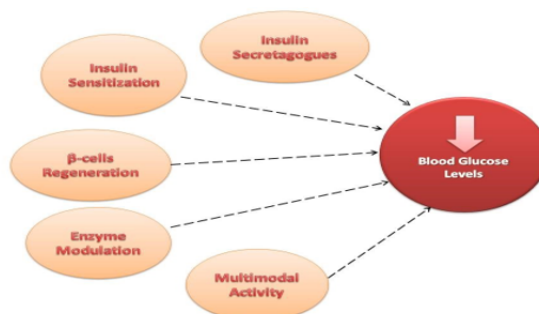 Insulin
Secretagogues
Insulin
Sensitization
β-cells
Regeneration
Enzyme
Modulation
Multimodal
Activity
Blood Glucose
Levels